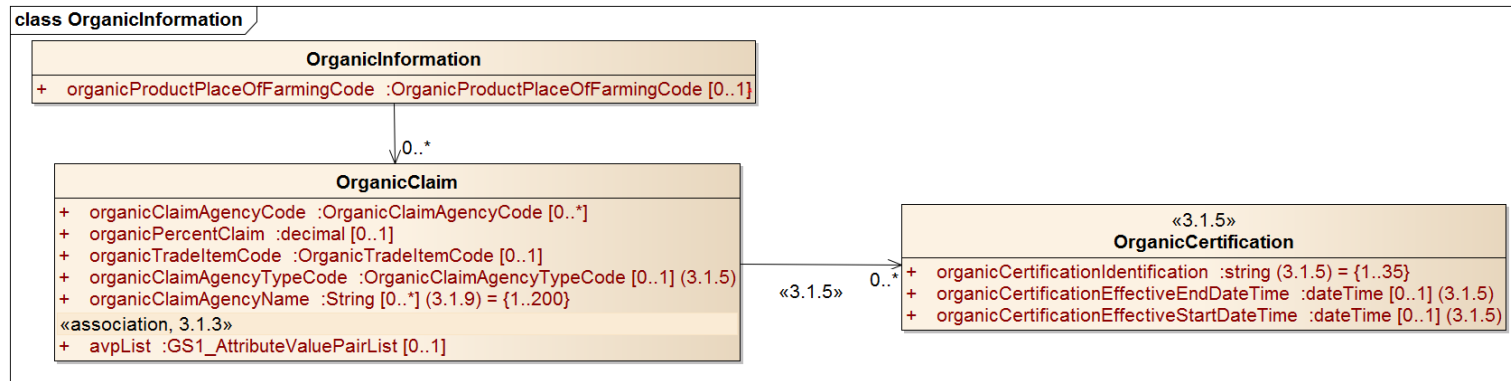 class OrganicInformation
OrganicInformation
+ organicProductPlaceOfFarmingCode :OrganicProductPlaceOfFarmingCode [0..1]
0..*
OrganicClaim
+ organicClaimAgencyCode :OrganicClaimAgencyCode [0..*]
+ organicPercentClaim :decimal [0..1]
+ organicTradeItemCode :OrganicTradeItemCode [0..1]
+ organicClaimAgencyTypeCode :OrganicClaimAgencyTypeCode [0..1] (3.1.5)
+ organicClaimAgencyName :String [0..*] (3.1.9) = {1..200}
«association, 3.1.3»
+ avpList :GS1_AttributeValuePairList [0..1]
«3.1.5»
0..*
«3.1.5»
OrganicCertification
+ organicCertificationIdentification :string (3.1.5) = {1..35}
+ organicCertificationEffectiveEndDateTime :dateTime [0..1] (3.1.5)
+ organicCertificationEffectiveStartDateTime :dateTime [0..1] (3.1.5)